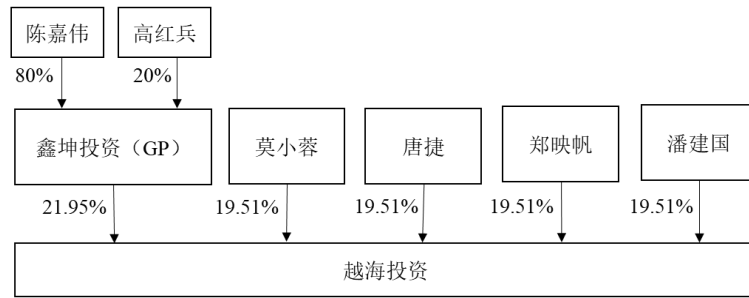 陈嘉伟
高红兵
80%
20%
鑫坤投资（GP）
莫小蓉
唐捷
郑映帆
潘建国
21.95%
19.51%
19.51%
19.51%
19.51%
越海投资